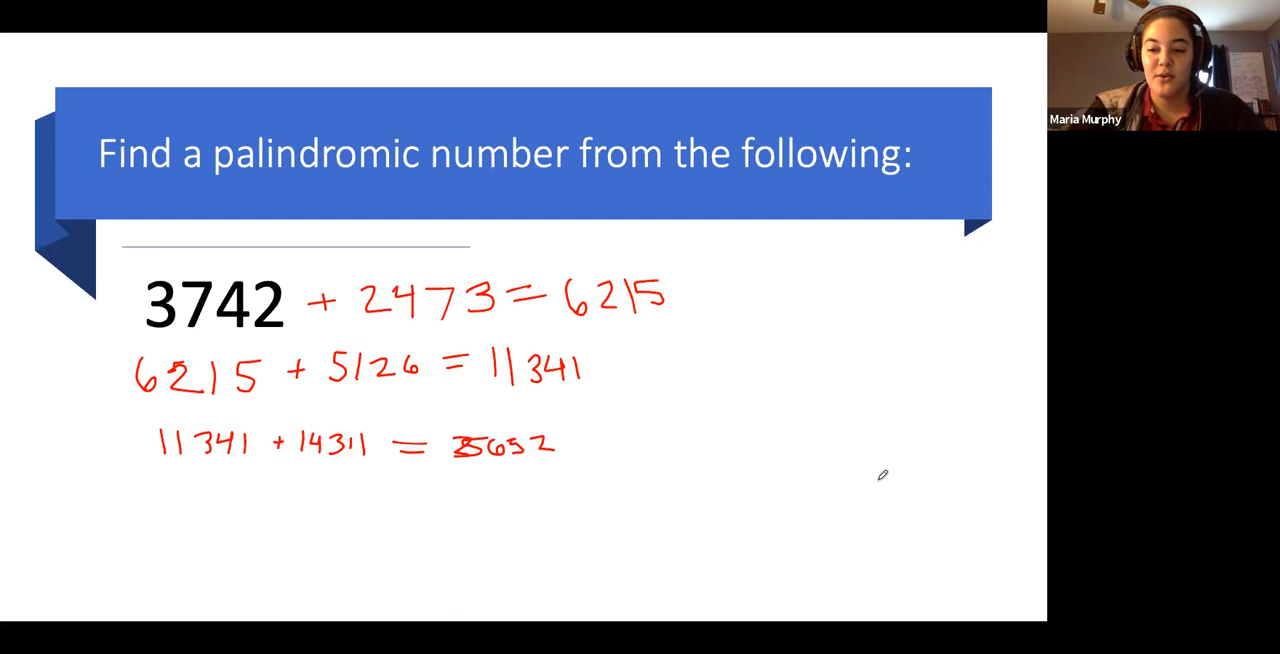 Maria Murphy
Find a palindromic number from the following:
3742 + 2473 = 6215
6215 + 5126 = 11341
11341 + 14311 = 25652